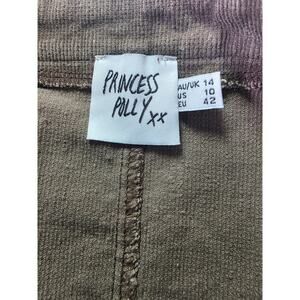 PRINCESS
POLLY
xx
AU/UK 14
US 10
EU 42